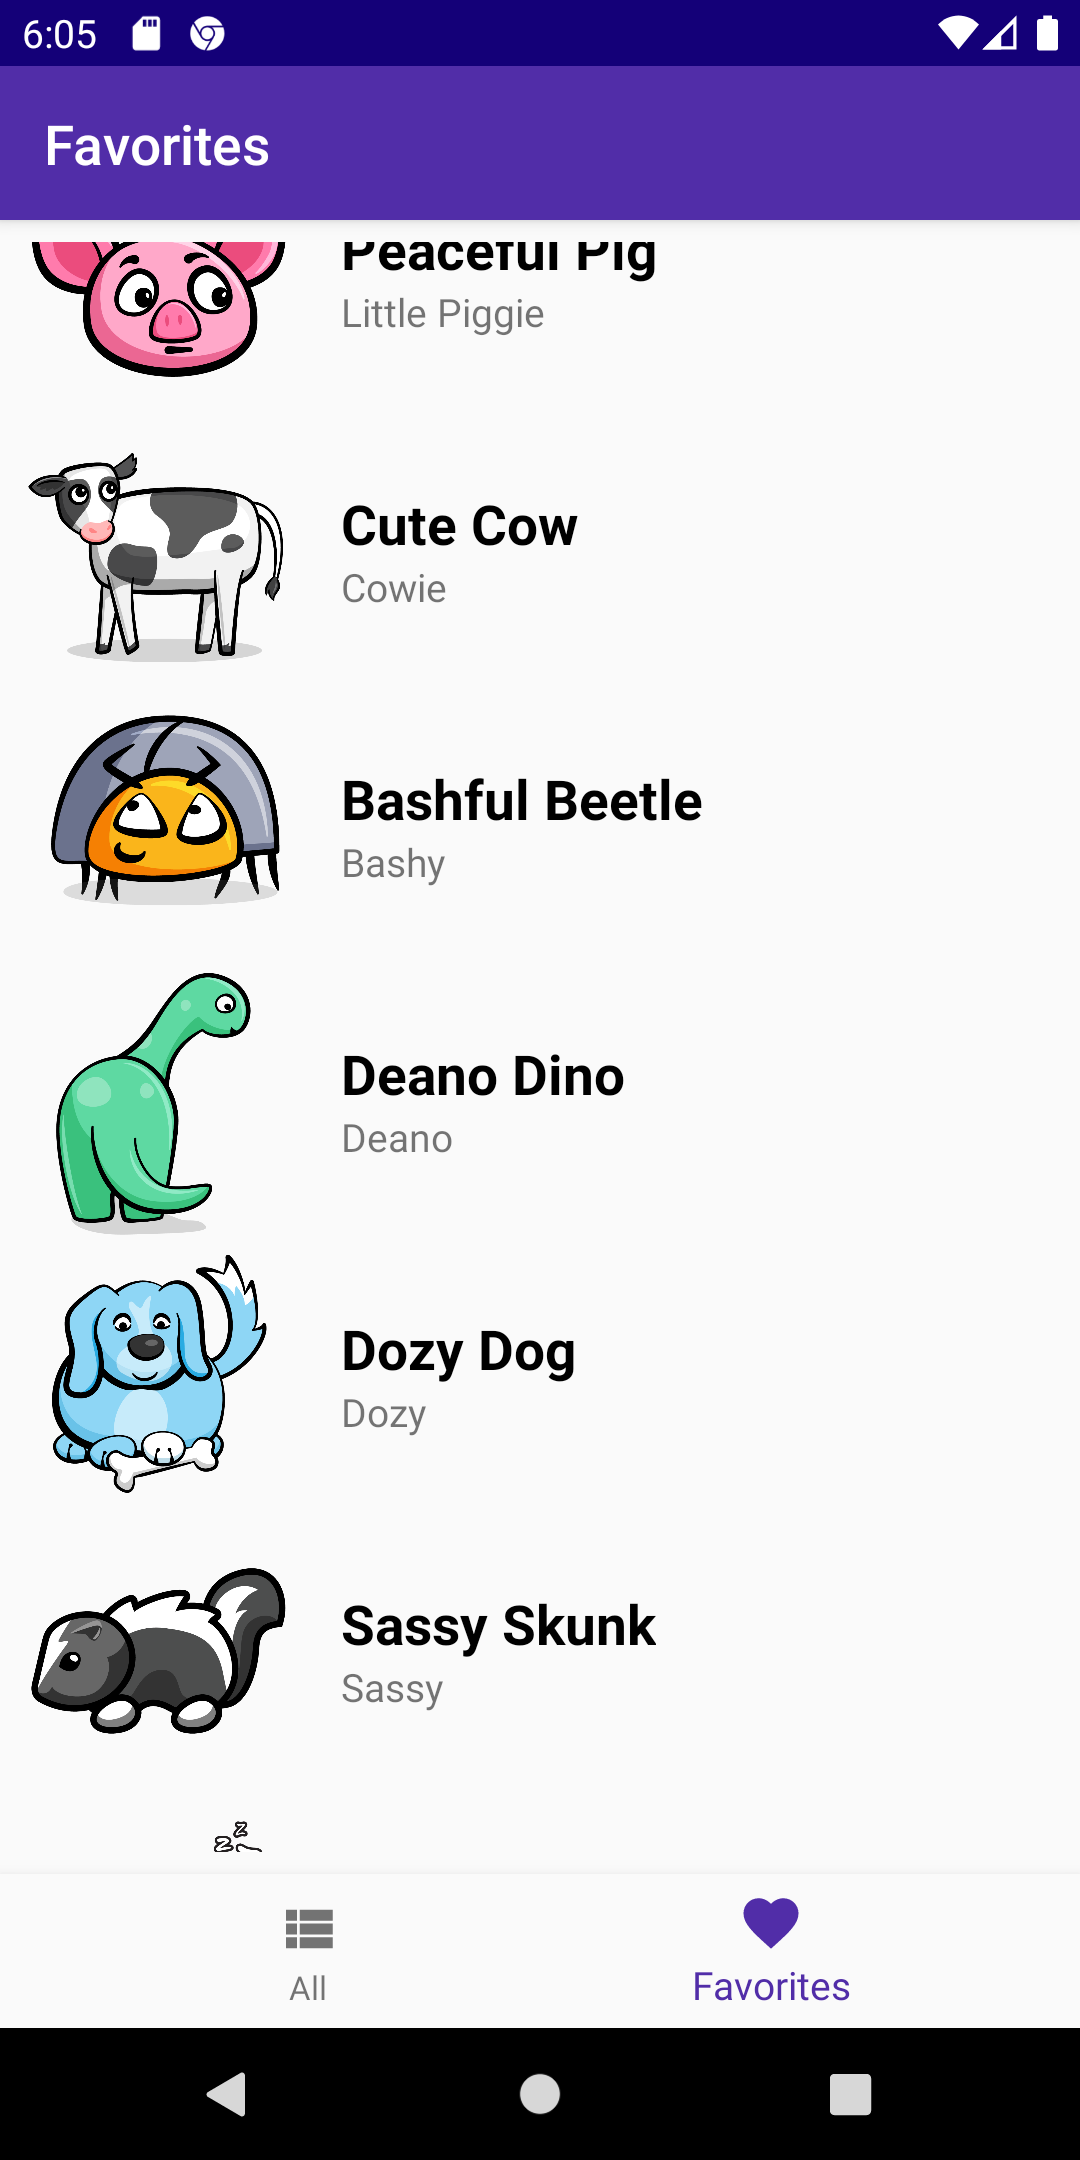 6:05
Favorites
Peaceful Pig
Little Piggie
Cute Cow
Cowie
Bashful Beetle
Bashy
Deano Dino
Deano
Dozy Dog
Dozy
Sassy Skunk
Sassy
z
z
All
Favorites